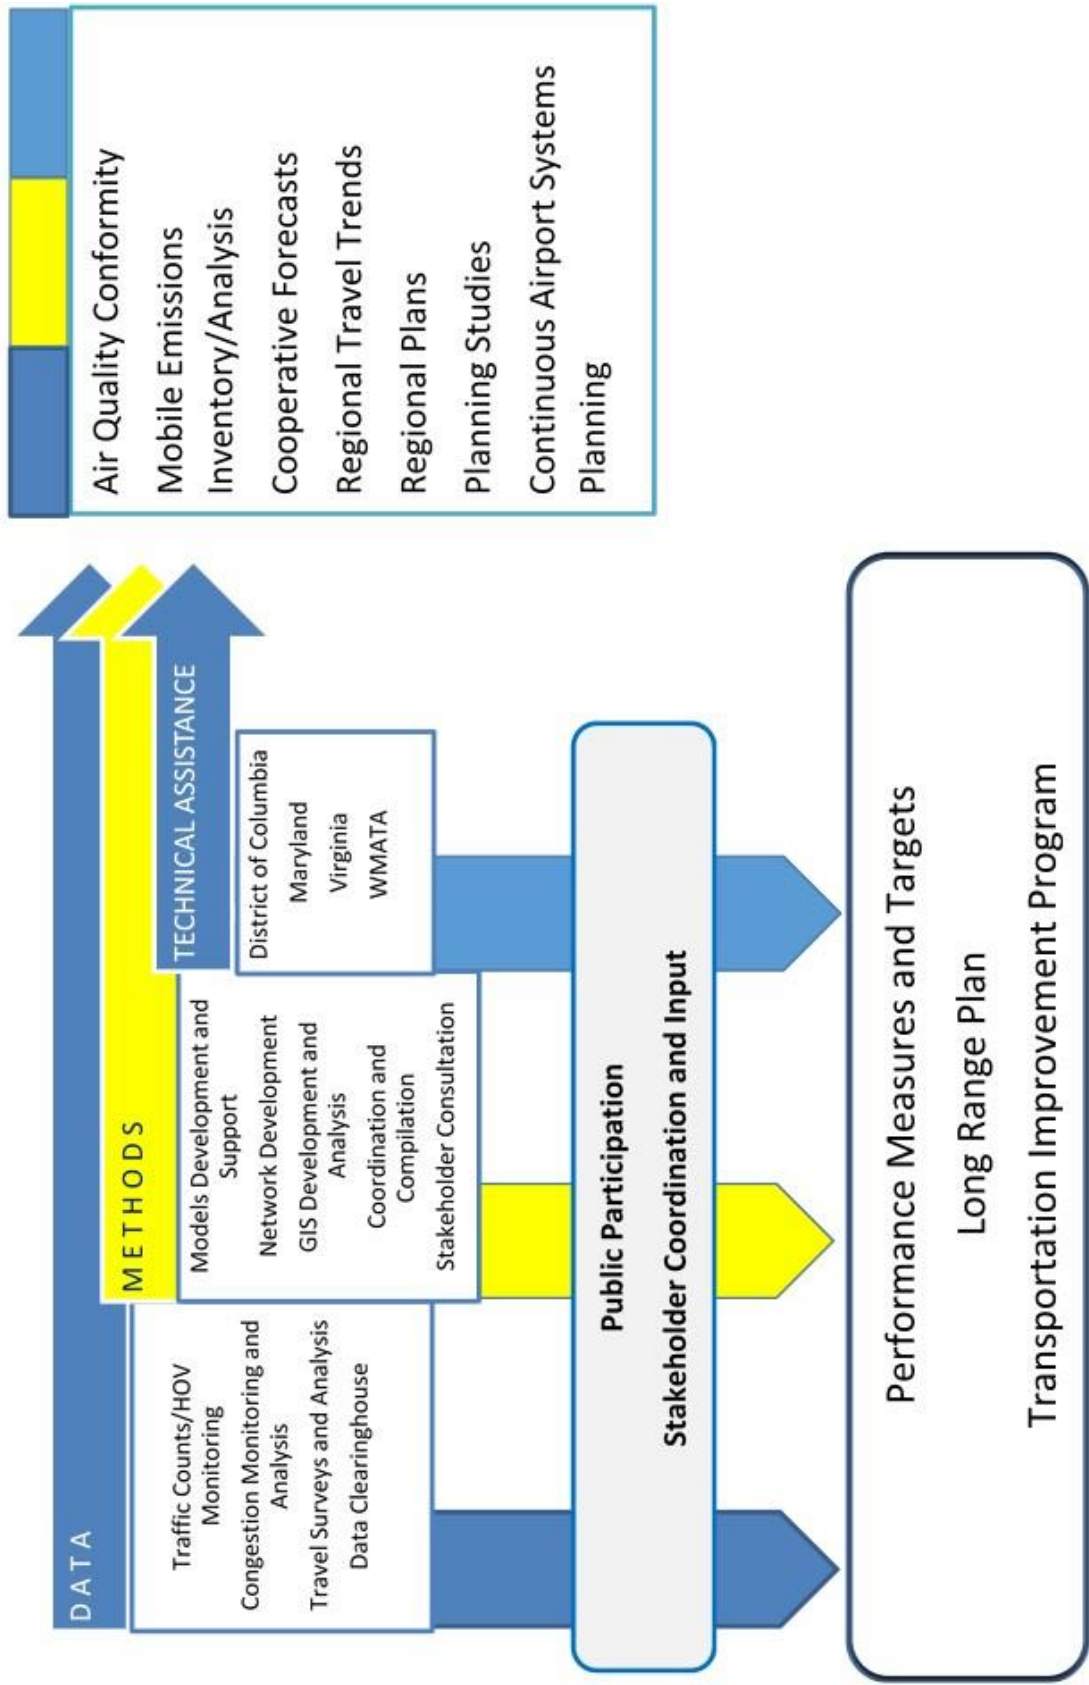 DATA
Traffic Counts/HOV
Monitoring
Congestion Monitoring and
Analysis
Travel Surveys and Analysis
Data Clearinghouse
METHODS
Models Development and
Support
Network Development
GIS Development and
Analysis
Coordination and
Compilation
Stakeholder Consultation
TECHNICAL ASSISTANCE
District of Columbia
Maryland
Virginia
WMATA
Air Quality Conformity
Mobile Emissions
Inventory/Analysis
Cooperative Forecasts
Regional Travel Trends
Regional Plans
Planning Studies
Continuous Airport Systems
Planning
Public Participation
Stakeholder Coordination and Input
Performance Measures and Targets
Long Range Plan
Transportation Improvement Program